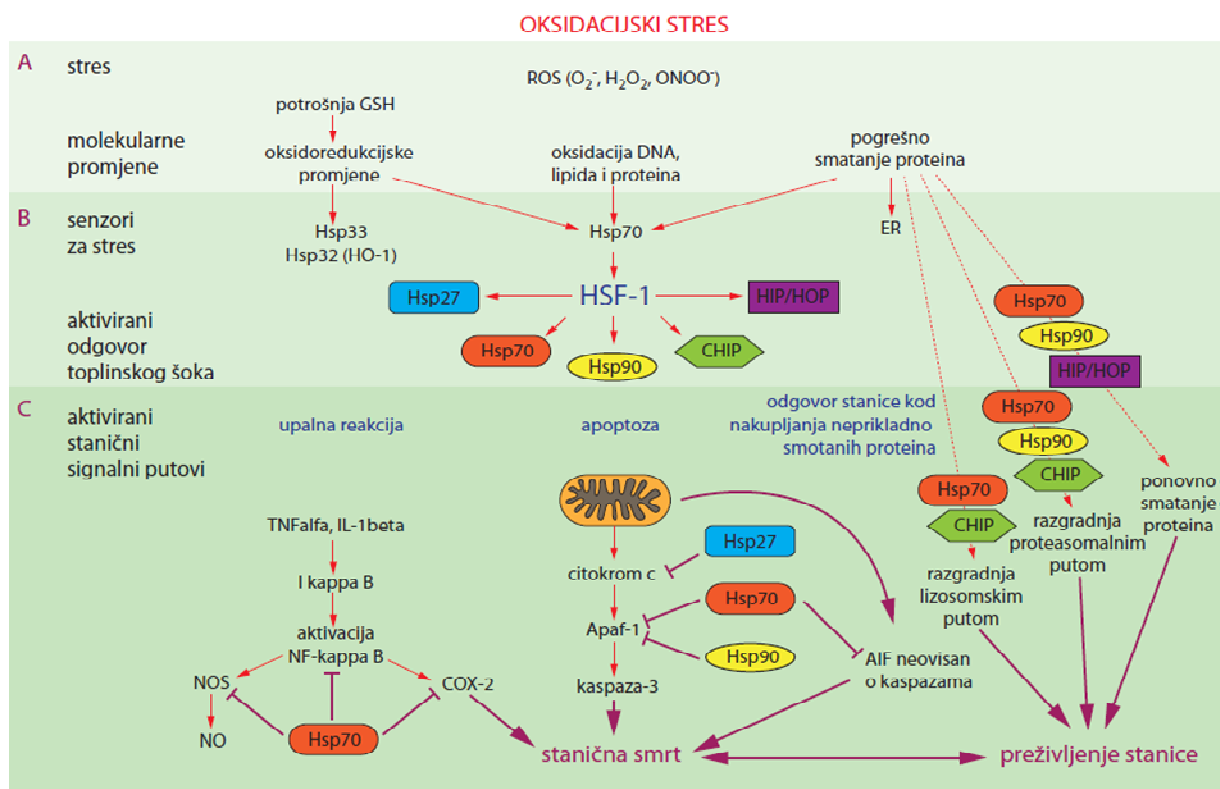 OKSIDACIJSKI STRES
A
stres
ROS (O₂⁻, H₂O₂, ONOO⁻)
potrošnja GSH
molekularne
promjene
oksidoredukcijske
promjene
oksidacija DNA,
lipida i proteina
pogrešno
smatanje proteina
B
senzori
za stres
Hsp33
Hsp32 (HO-1)
Hsp70
ER
Hsp27
HSF-1
HIP/HOP
aktivirani
odgovor
toplinskog šoka
Hsp70
Hsp90
CHIP
Hsp70
Hsp90
HIP/HOP
C
aktivirani
stanični
signalni putovi
upalna reakcija
apoptoza
odgovor stanice kod
nakupljanja neprikladno
smotanih proteina
Hsp70
Hsp90
CHIP
Hsp70
CHIP
ponovno
smatanje
proteina
razgradnja
proteasomalnim
putom
razgradnja
lizosomskim
putom
TNFalfa, IL-1beta
I kappa B
aktivacija
NF-kappa B
NOS
NO
COX-2
Hsp70
citokrom c
Hsp27
Apaf-1
Hsp70
Hsp90
kaspaza-3
AIF neovisan
o kaspazama
stanična smrt
preživljenje stanice